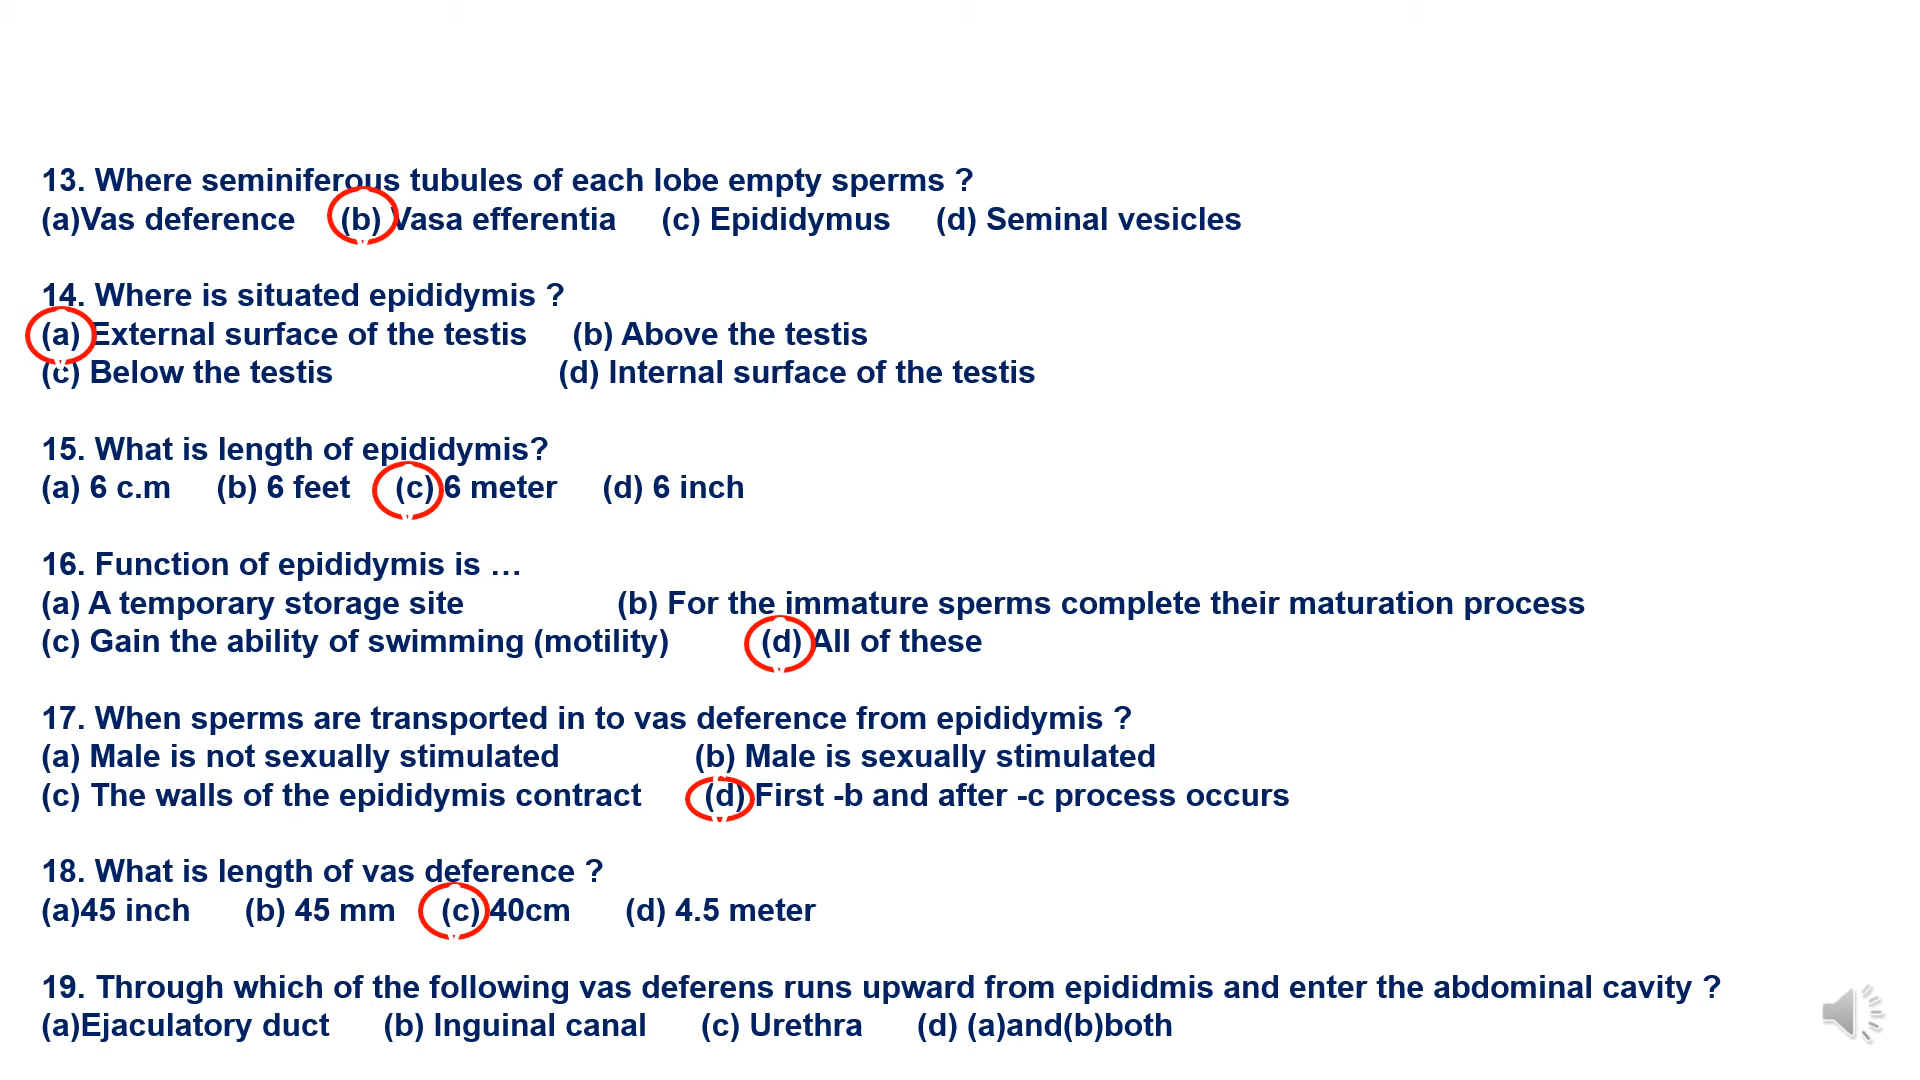 13. Where seminiferous tubules of each lobe empty sperms ?
(a)Vas deference (b) Vasa efferentia (c) Epididymus (d) Seminal vesicles
14. Where is situated epididymis ?
(a) External surface of the testis (b) Above the testis
(c) Below the testis (d) Internal surface of the testis
15. What is length of epididymis?
(a) 6 c.m (b) 6 feet (c) 6 meter (d) 6 inch
16. Function of epididymis is …
(a) A temporary storage site (b) For the immature sperms complete their maturation process
(c) Gain the ability of swimming (motility) (d) All of these
17. When sperms are transported in to vas deference from epididymis ?
(a) Male is not sexually stimulated (b) Male is sexually stimulated
(c) The walls of the epididymis contract (d) First -b and after -c process occurs
18. What is length of vas deference ?
(a)45 inch (b) 45 mm (c) 40cm (d) 4.5 meter
19. Through which of the following vas deferens runs upward from epididmis and enter the abdominal cavity ?
(a)Ejaculatory duct (b) Inguinal canal (c) Urethra (d) (a)and(b)both